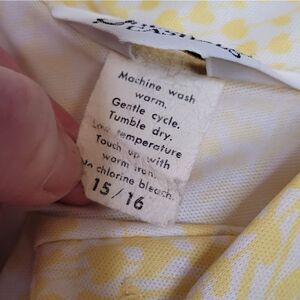 Machine wash
warm.
Gentle cycle.
Tumble dry.
Low temperature
Touch up with
warm iron.
No chlorine bleach.
15/16